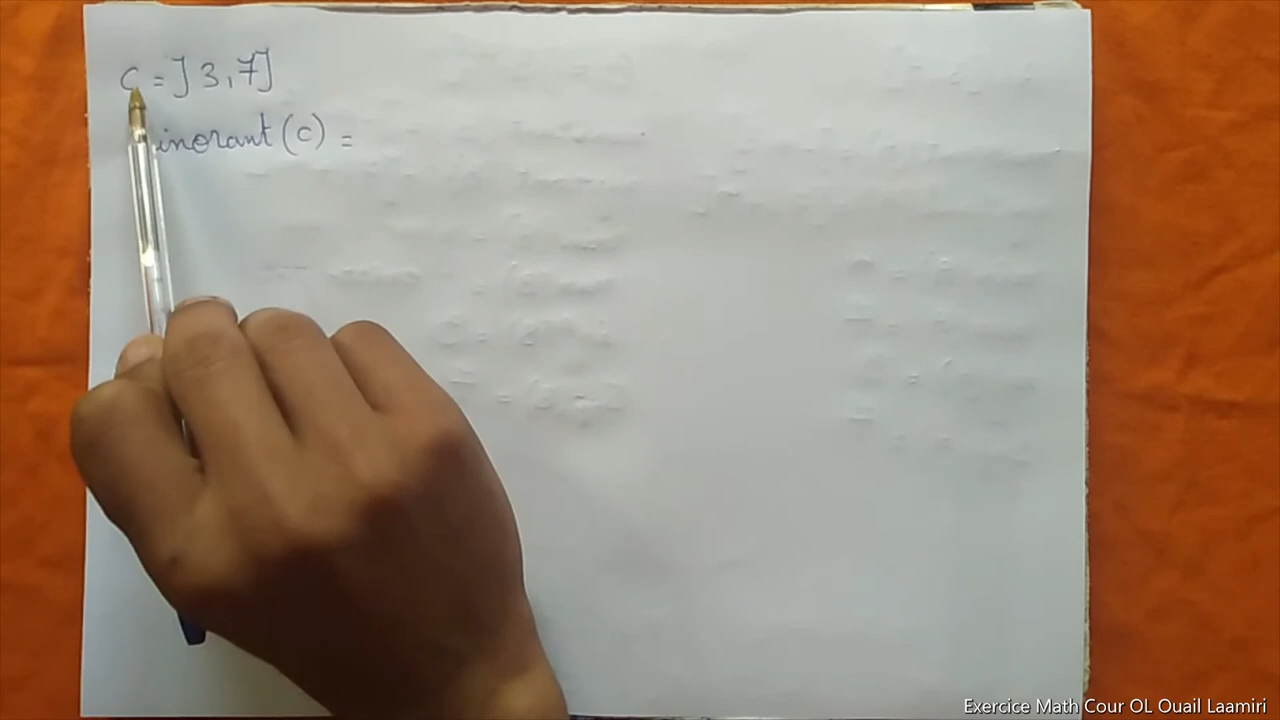 C = ] 3, 7]
inorant (c) =
Exercice Math Cour OL Ouail Laamiri